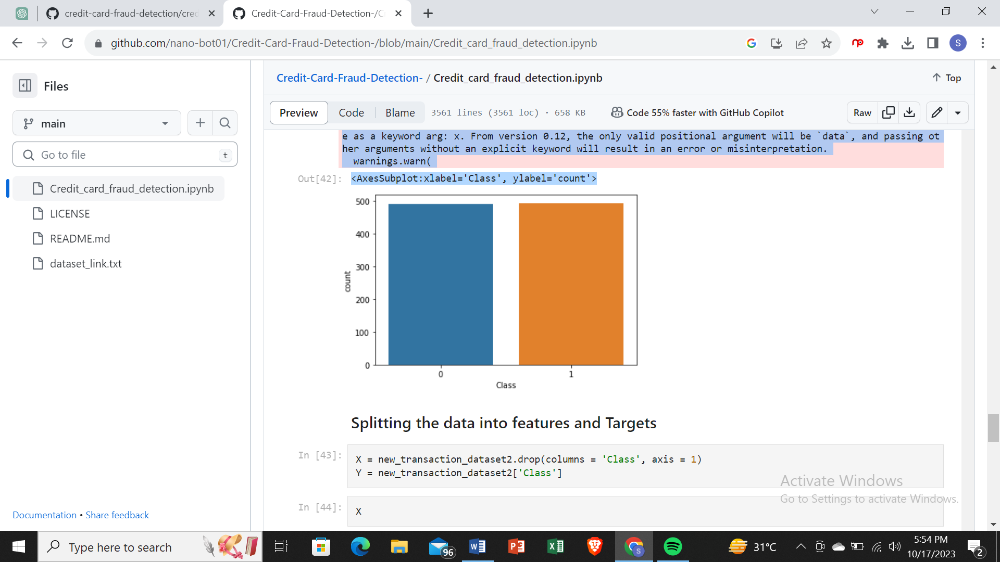 credit-card-fraud-detection/cred
Credit-Card-Fraud-Detection-/C
github.com/nano-bot01/Credit-Card-Fraud-Detection-/blob/main/Credit_card_fraud_detection.ipynb
S
Files
main
Go to file
t
Credit_card_fraud_detection.ipynb
LICENSE
README.md
dataset_link.txt
Documentation • Share feedback
Credit-Card-Fraud-Detection- / Credit_card_fraud_detection.ipynb
Top
Preview
Code
Blame
3561 lines (3561 loc) · 658 KB
Code 55% faster with GitHub Copilot
Raw
e as a keyword arg: x. From version 0.12, the only valid positional argument will be `data`, and passing ot
her arguments without an explicit keyword will result in an error or misinterpretation.
warnings.warn(
Out[42]: <AxesSubplot:xlabel='Class', ylabel='count'>
500
400
300
200
100
0
count
0
1
Class
Splitting the data into features and Targets
In [43]:
X = new_transaction_dataset2.drop(columns = 'Class', axis = 1)
Y = new_transaction_dataset2['Class']
In [44]:
X
Activate Windows
Go to Settings to activate Windows.
Type here to search
96
S
31°C
5:54 PM
10/17/2023
2